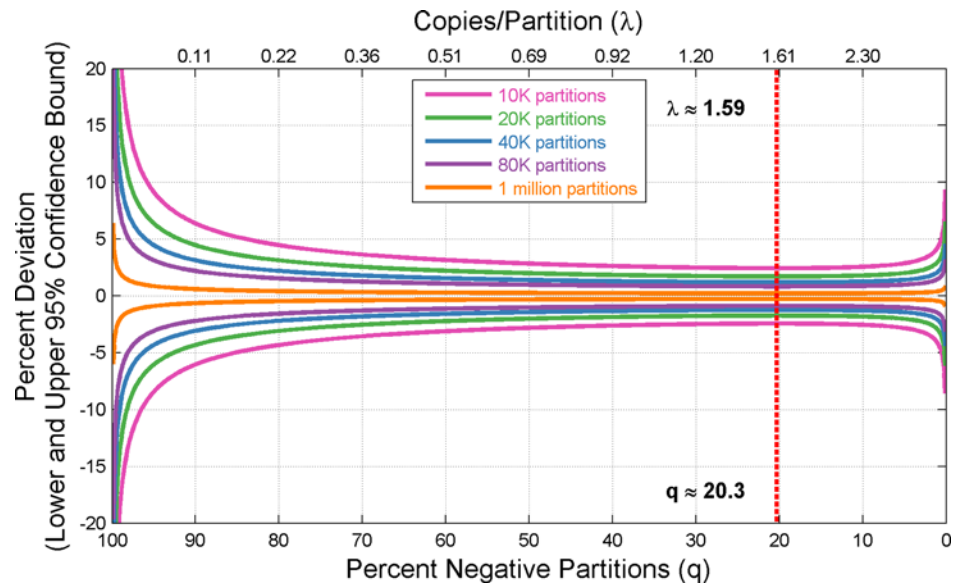 Copies/Partition (λ)
0.11 0.22 0.36 0.51 0.69 0.92 1.20 1.61 2.30
Percent Deviation
(Lower and Upper 95% Confidence Bound)
20
15
10
5
0
-5
-10
-15
-20
10K partitions
20K partitions
40K partitions
80K partitions
1 million partitions
λ ≈ 1.59
q ≈ 20.3
100 90 80 70 60 50 40 30 20 10 0
Percent Negative Partitions (q)